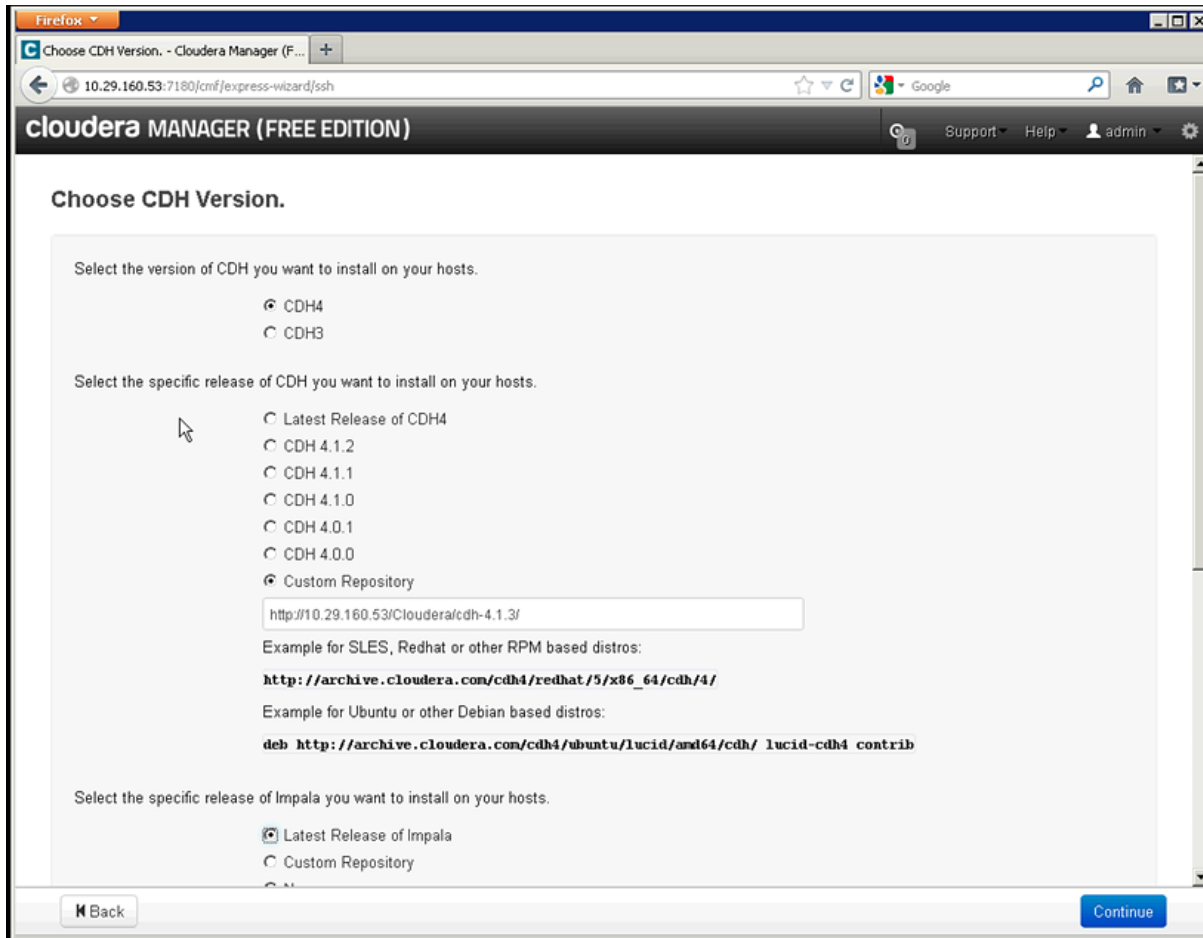 Firefox
Choose CDH Version. - Cloudera Manager (F...
10.29.160.53:7180/cmf/express-wizard/ssh
Google
cloudera MANAGER (FREE EDITION)
0
Support
Help
admin
Choose CDH Version.
Select the version of CDH you want to install on your hosts.
CDH4
CDH3
Select the specific release of CDH you want to install on your hosts.
Latest Release of CDH4
CDH 4.1.2
CDH 4.1.1
CDH 4.1.0
CDH 4.0.1
CDH 4.0.0
Custom Repository
http://10.29.160.53/Cloudera/cdh-4.1.3/
Example for SLES, Redhat or other RPM based distros:
http://archive.cloudera.com/cdh4/redhat/5/x86_64/cdh/4/
Example for Ubuntu or other Debian based distros:
deb http://archive.cloudera.com/cdh4/ubuntu/lucid/amd64/cdh/ lucid-cdh4 contrib
Select the specific release of Impala you want to install on your hosts.
Latest Release of Impala
Custom Repository
Back
Continue